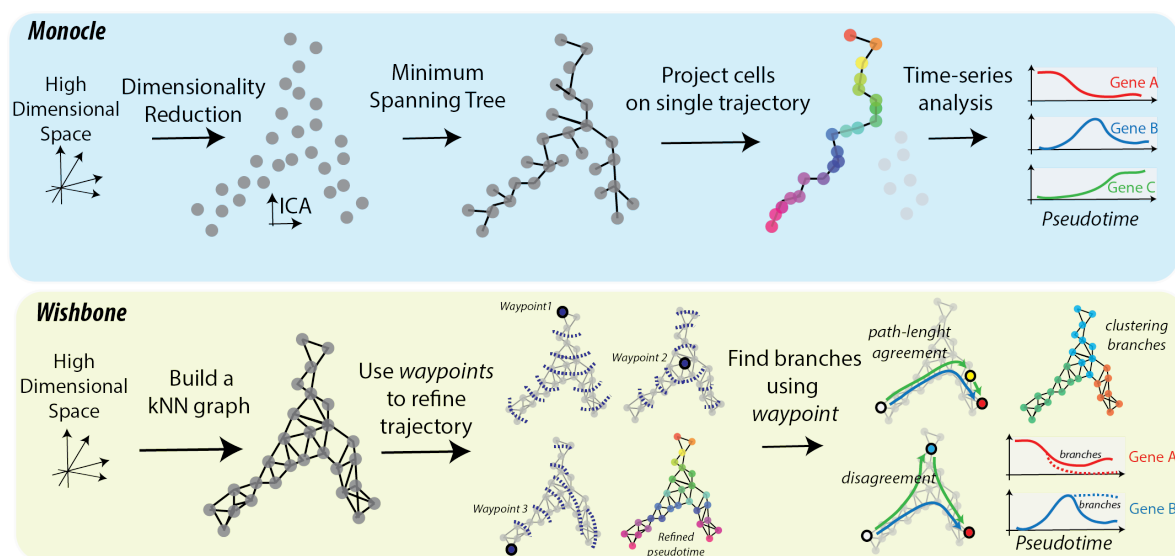 Monocle
High
Dimensional
Space
Dimensionality
Reduction
ICA
Minimum
Spanning Tree
Project cells
on single trajectory
Time-series
analysis
Gene A
Gene B
Gene C
Pseudotime
Wishbone
High
Dimensional
Space
Build a
kNN graph
Use waypoints
to refine
trajectory
Waypoint1
Waypoint 2
Waypoint 3
Refined
pseudotime
Find branches
using
waypoint
path-lenght
agreement
disagreement
clustering
branches
branches
Gene A
branches
Gene B
Pseudotime